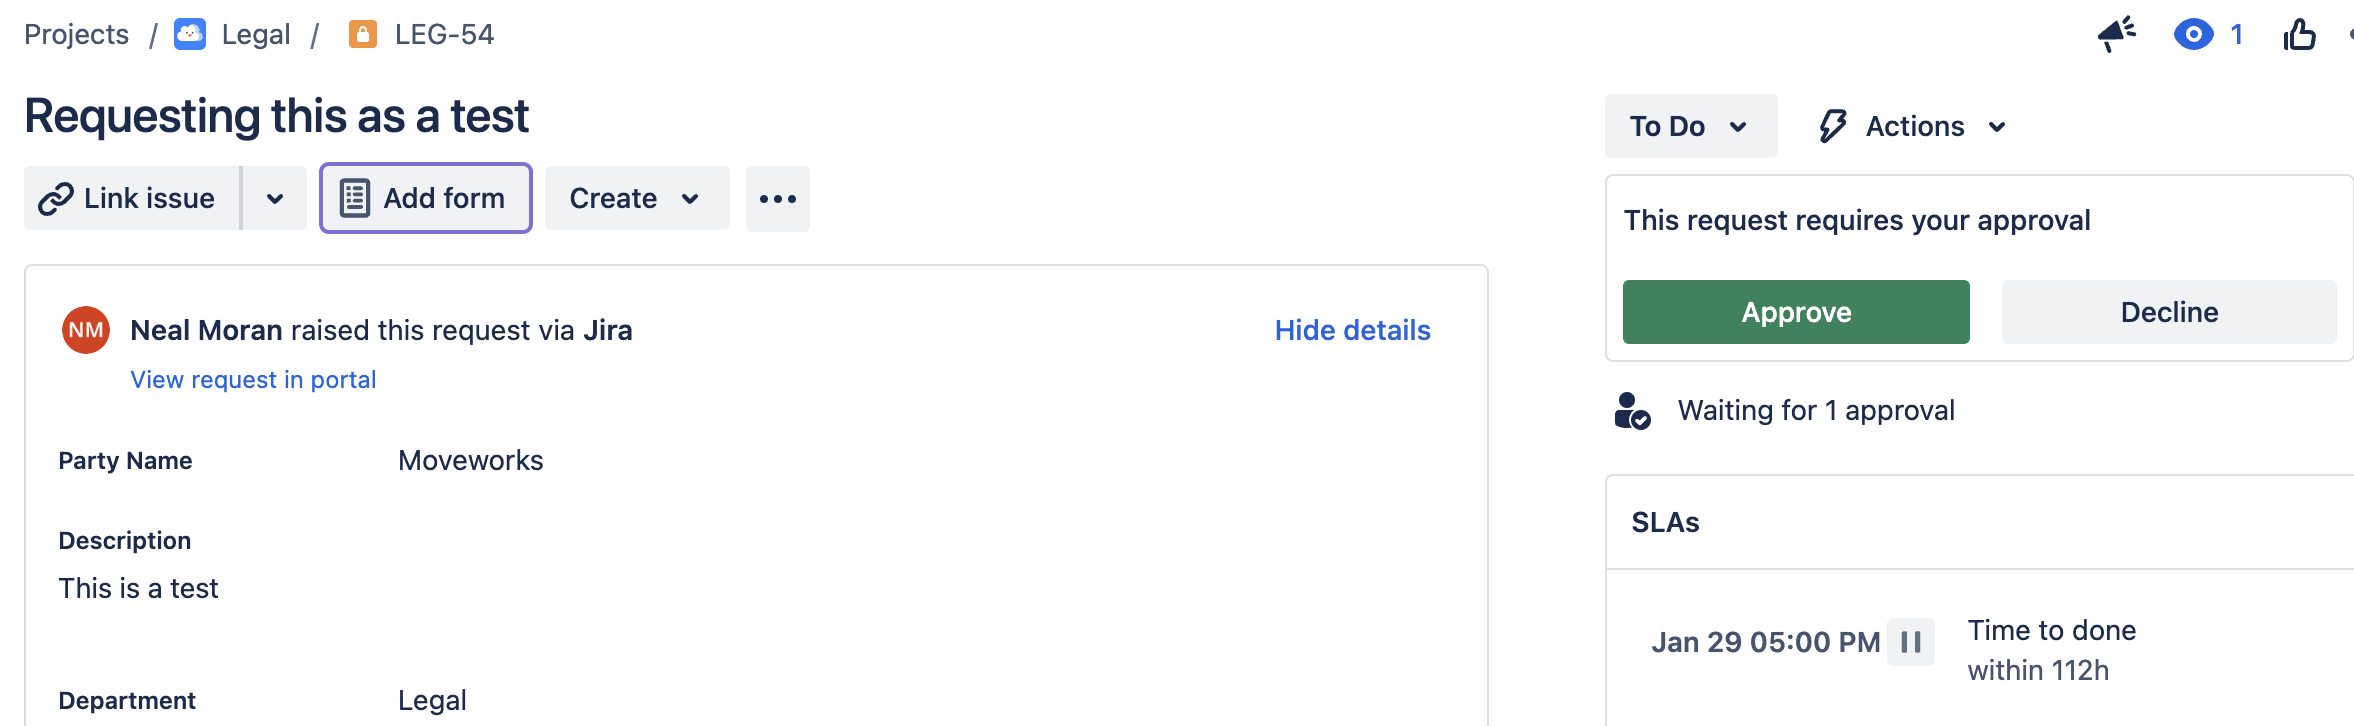 Projects / Legal / LEG-54
1
Requesting this as a test
To Do
Actions
Link issue
Add form
Create
This request requires your approval
Approve
Decline
NM
Neal Moran raised this request via Jira
Hide details
View request in portal
Waiting for 1 approval
Party Name
Moveworks
Description
This is a test
Department
Legal
SLAs
Jan 29 05:00 PM
Time to done
within 112h